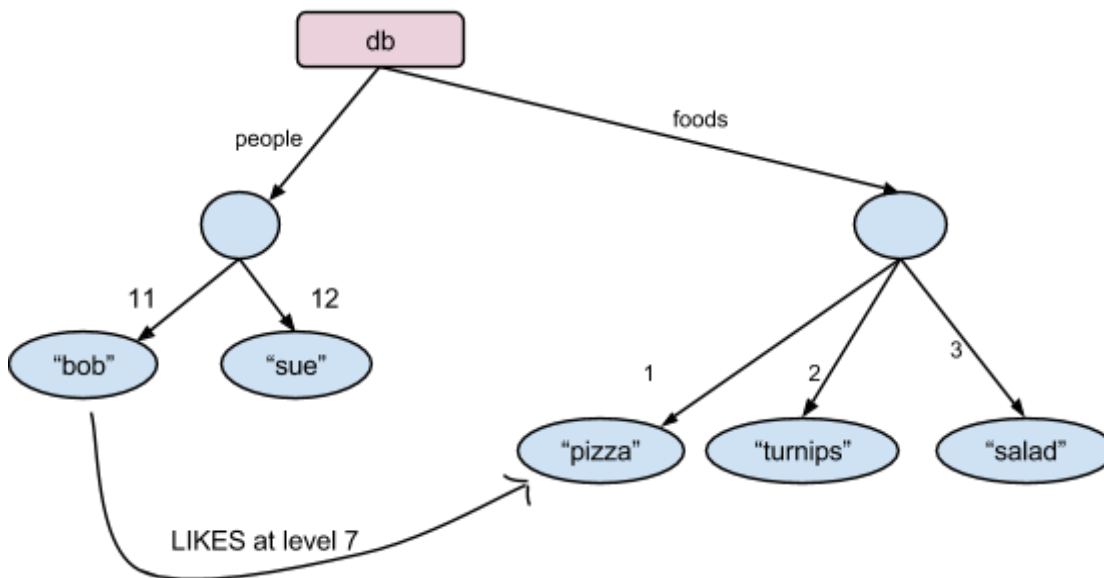 db
people
foods
11
12
“bob”
“sue”
1
2
3
“pizza”
“turnips”
“salad”
LIKES at level 7